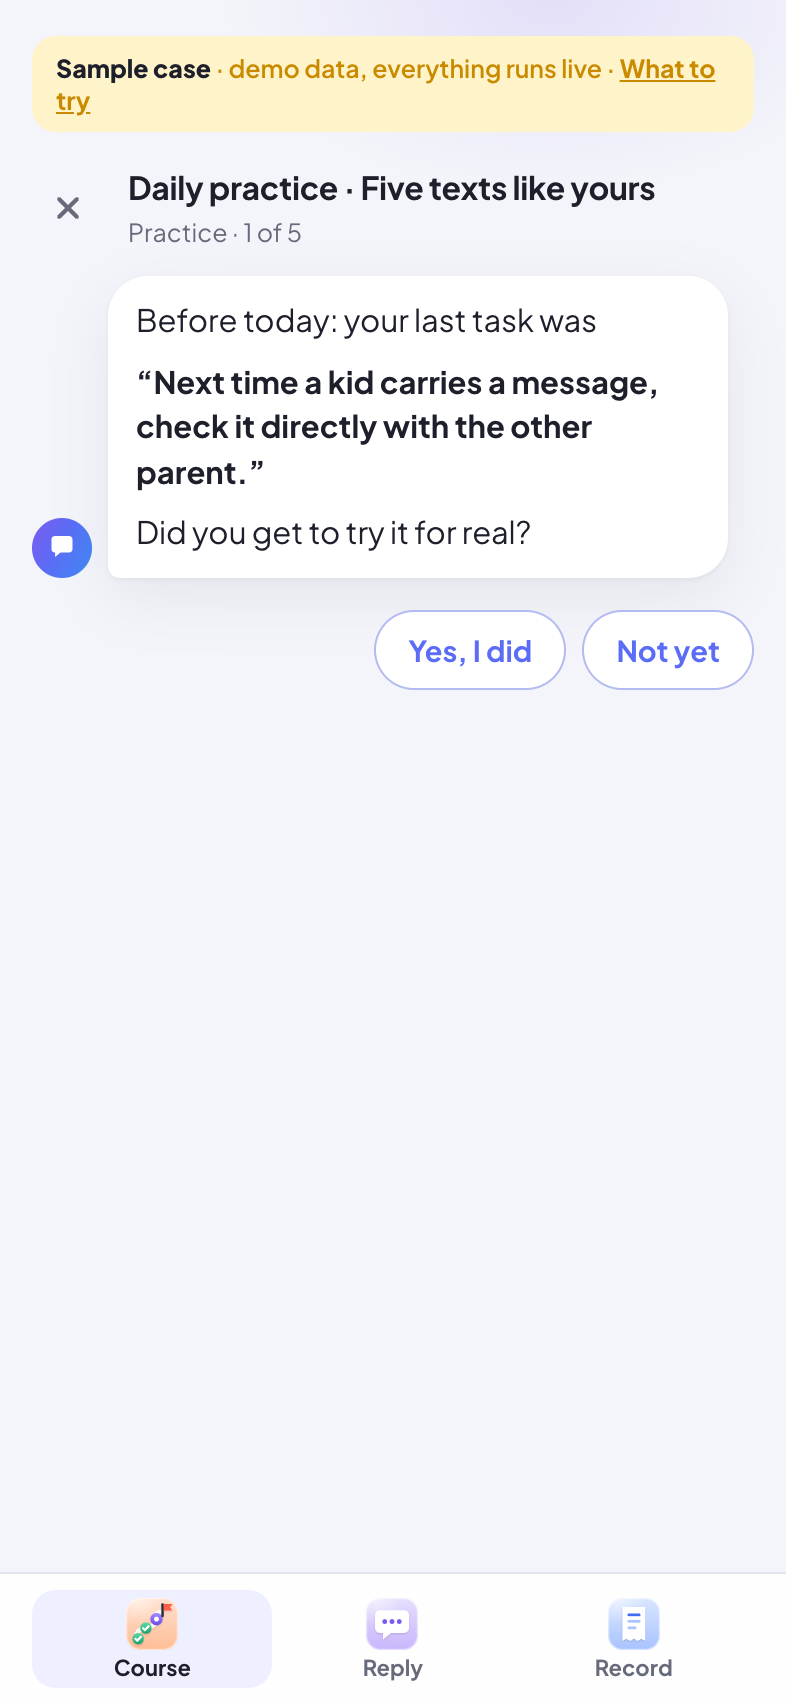 Sample case · demo data, everything runs live · What to
try
Daily practice · Five texts like yours
Practice · 1 of 5
Before today: your last task was
“Next time a kid carries a message,
check it directly with the other
parent.”
Did you get to try it for real?
Yes, I did
Not yet
Course
Reply
Record